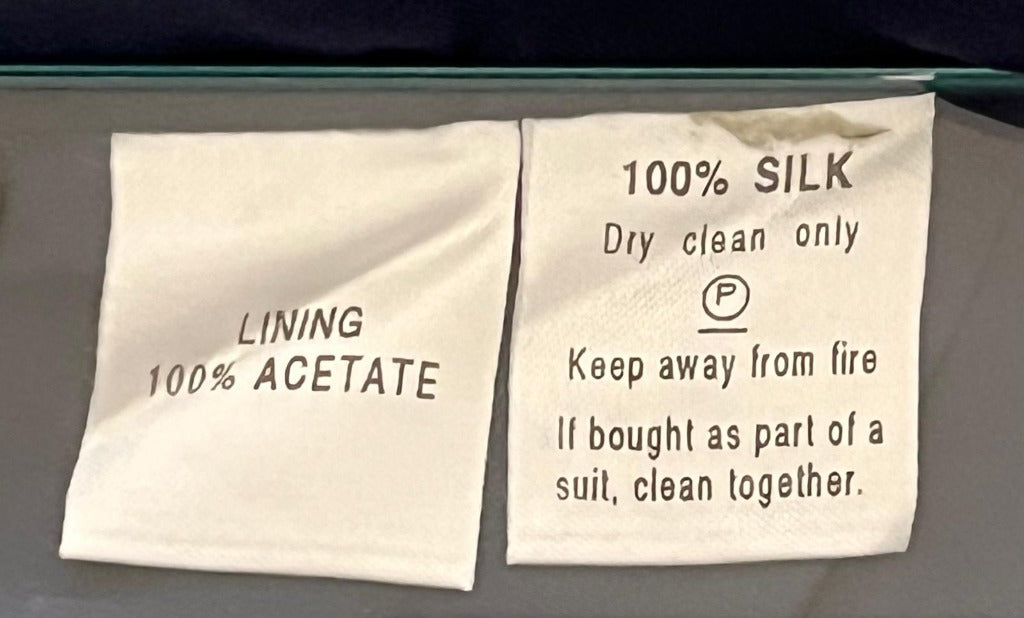 LINING
100% ACETATE
100% SILK
Dry clean only
P
Keep away from fire
If bought as part of a
suit, clean together.